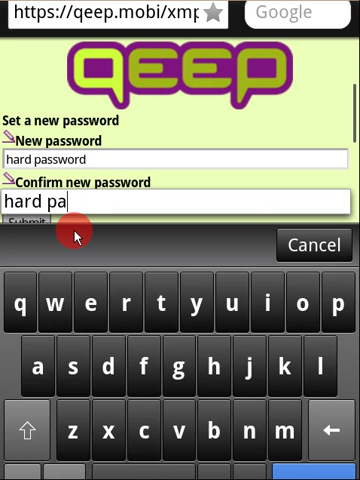 https://qeep.mobi/xmp
Google
qeep
Set a new password
New password
hard password
Confirm new password
hard pa
Submit
Cancel
q w e r t y u i o p
a s d f g h j k l
z x c v b n m